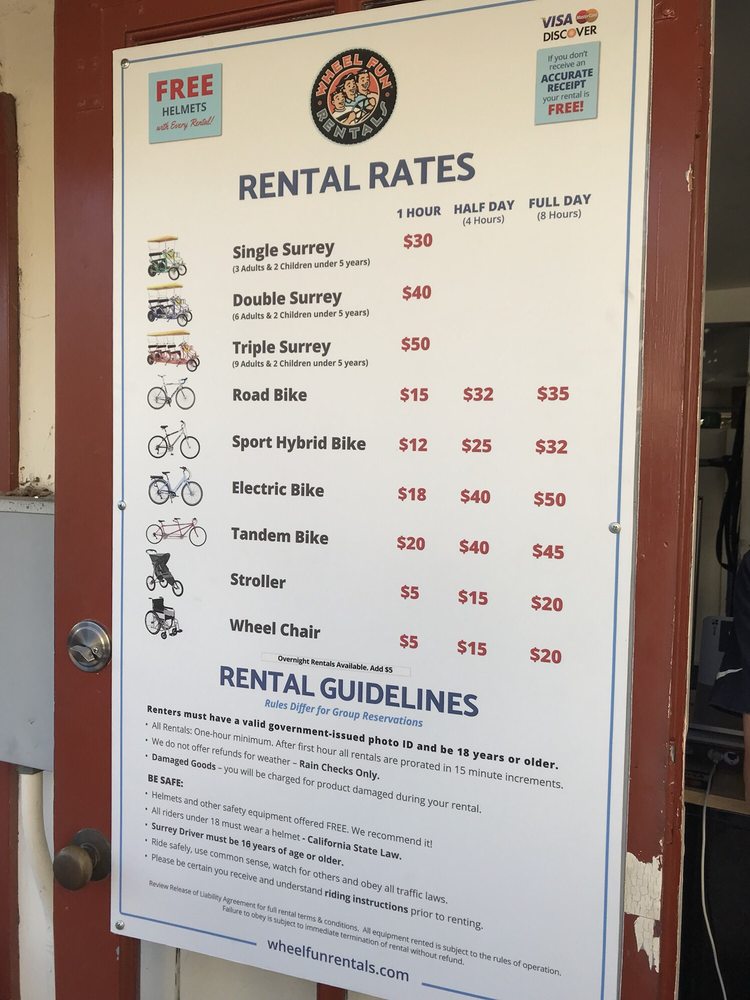 VISA MasterCard
DISCOVER
FREE
HELMETS
with Every Rental!
WHEEL FUN
RENTALS
If you don't
receive an
ACCURATE
RECEIPT
your rental is
FREE!
RENTAL RATES
1 HOUR HALF DAY FULL DAY
(4 Hours) (8 Hours)
Single Surrey $30
(3 Adults & 2 Children under 5 years)
Double Surrey $40
(6 Adults & 2 Children under 5 years)
Triple Surrey $50
(9 Adults & 2 Children under 5 years)
Road Bike $15 $32 $35
Sport Hybrid Bike $12 $25 $32
Electric Bike $18 $40 $50
Tandem Bike $20 $40 $45
Stroller $5 $15 $20
Wheel Chair $5 $15 $20
Overnight Rentals Available. Add $5
RENTAL GUIDELINES
Rules Differ for Group Reservations
Renters must have a valid government-issued photo ID and be 18 years or older.
• All Rentals: One-hour minimum. After first hour all rentals are prorated in 15 minute increments.
• We do not offer refunds for weather – Rain Checks Only.
• Damaged Goods – you will be charged for product damaged during your rental.
BE SAFE:
• Helmets and other safety equipment offered FREE. We recommend it!
• All riders under 18 must wear a helmet - California State Law.
• Surrey Driver must be 16 years of age or older.
• Ride safely, use common sense, watch for others and obey all traffic laws.
• Please be certain you receive and understand riding instructions prior to renting.
Review Release of Liability Agreement for full rental terms & conditions. All equipment rented is subject to the rules of operation.
Failure to obey is subject to immediate termination of rental without refund.
wheelfunrentals.com